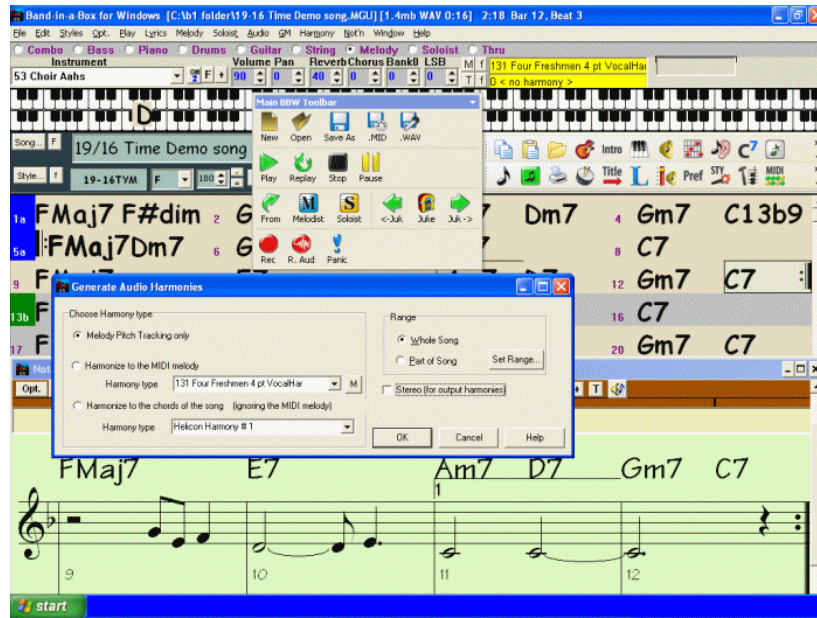 Band-in-a-Box for Windows [C:\b1 folder\19-16 Time Demo song.MGU] [1.4mb WAV 0:16] 2:18 Bar 12, Beat 3
File Edit Styles Opt. Play Lyrics Melody Soloist Audio GM Harmony Not'n Window Help
Combo Bass Piano Drums Guitar String Melody Soloist Thru
Instrument Volume Pan Reverb Chorus Bank0 LSB M f 131 Four Freshmen 4 pt VocalHar
53 Choir Aahs GM 2 F + 90 0 40 0 0 0 T f 0 < no harmony >
D
Main BBW Toolbar
New Open Save As .MID .WAV
Song... F 19/16 Time Demo song
Intro C7
Play Replay Stop Pause
Style... f 19-16TYM F 180
Title L Pref STY MIDI
From Melodist Soloist <-Juk Juke Juk->
M S
1a FMaj7 F#dim 2 G 7 Dm7 4 Gm7 C13b9
Rec R. Aud Panic
5a FMaj7Dm7 6 G 8 C7
9 12 Gm7 C7
Generate Audio Harmonies
13b F 16 C7
Choose Harmony type
Range
Melody Pitch Tracking only
Whole Song
17 F 20 Gm7 C7
Part of Song Set Range...
Harmonize to the MIDI melody
Opt. T
Harmony type 131 Four Freshmen 4 pt VocalHar M
Stereo (for output harmonies)
Harmonize to the chords of the song (ignoring the MIDI melody)
Harmony type Helicon Harmony # 1
OK Cancel Help
FMaj7 E7 Am7 D7 Gm7 C7
1
9 10 11 12
start